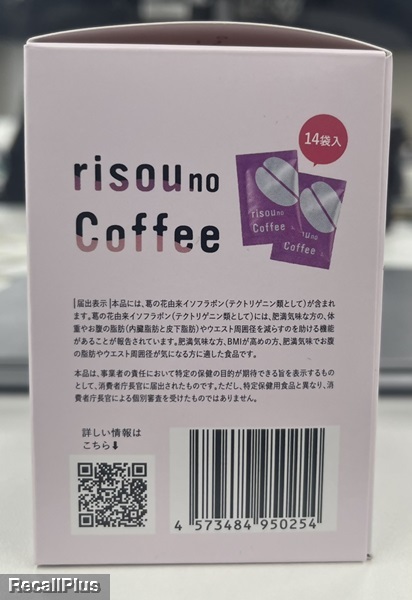 risou no
Coffee
14袋入
risou no
Coffee
risou no
Coffee
|届出表示|本品には、葛の花由来イソフラボン(テクトリゲニン類として)が含まれ
ます。葛の花由来イソフラボン(テクトリゲニン類として)には、肥満気味な方の、体
重やお腹の脂肪(内臓脂肪と皮下脂肪)やウエスト周囲径を減らすのを助ける機能
があることが報告されています。肥満気味な方、BMIが高めの方、肥満気味でお腹
の脂肪やウエスト周囲径が気になる方に適した食品です。
本品は、事業者の責任において特定の保健の目的が期待できる旨を表示するもの
として、消費者庁長官に届出されたものです。ただし、特定保健用食品と異なり、消
費者庁長官による個別審査を受けたものではありません。
詳しい情報は
こちら⬇
4 573484 950254
RecallPlus